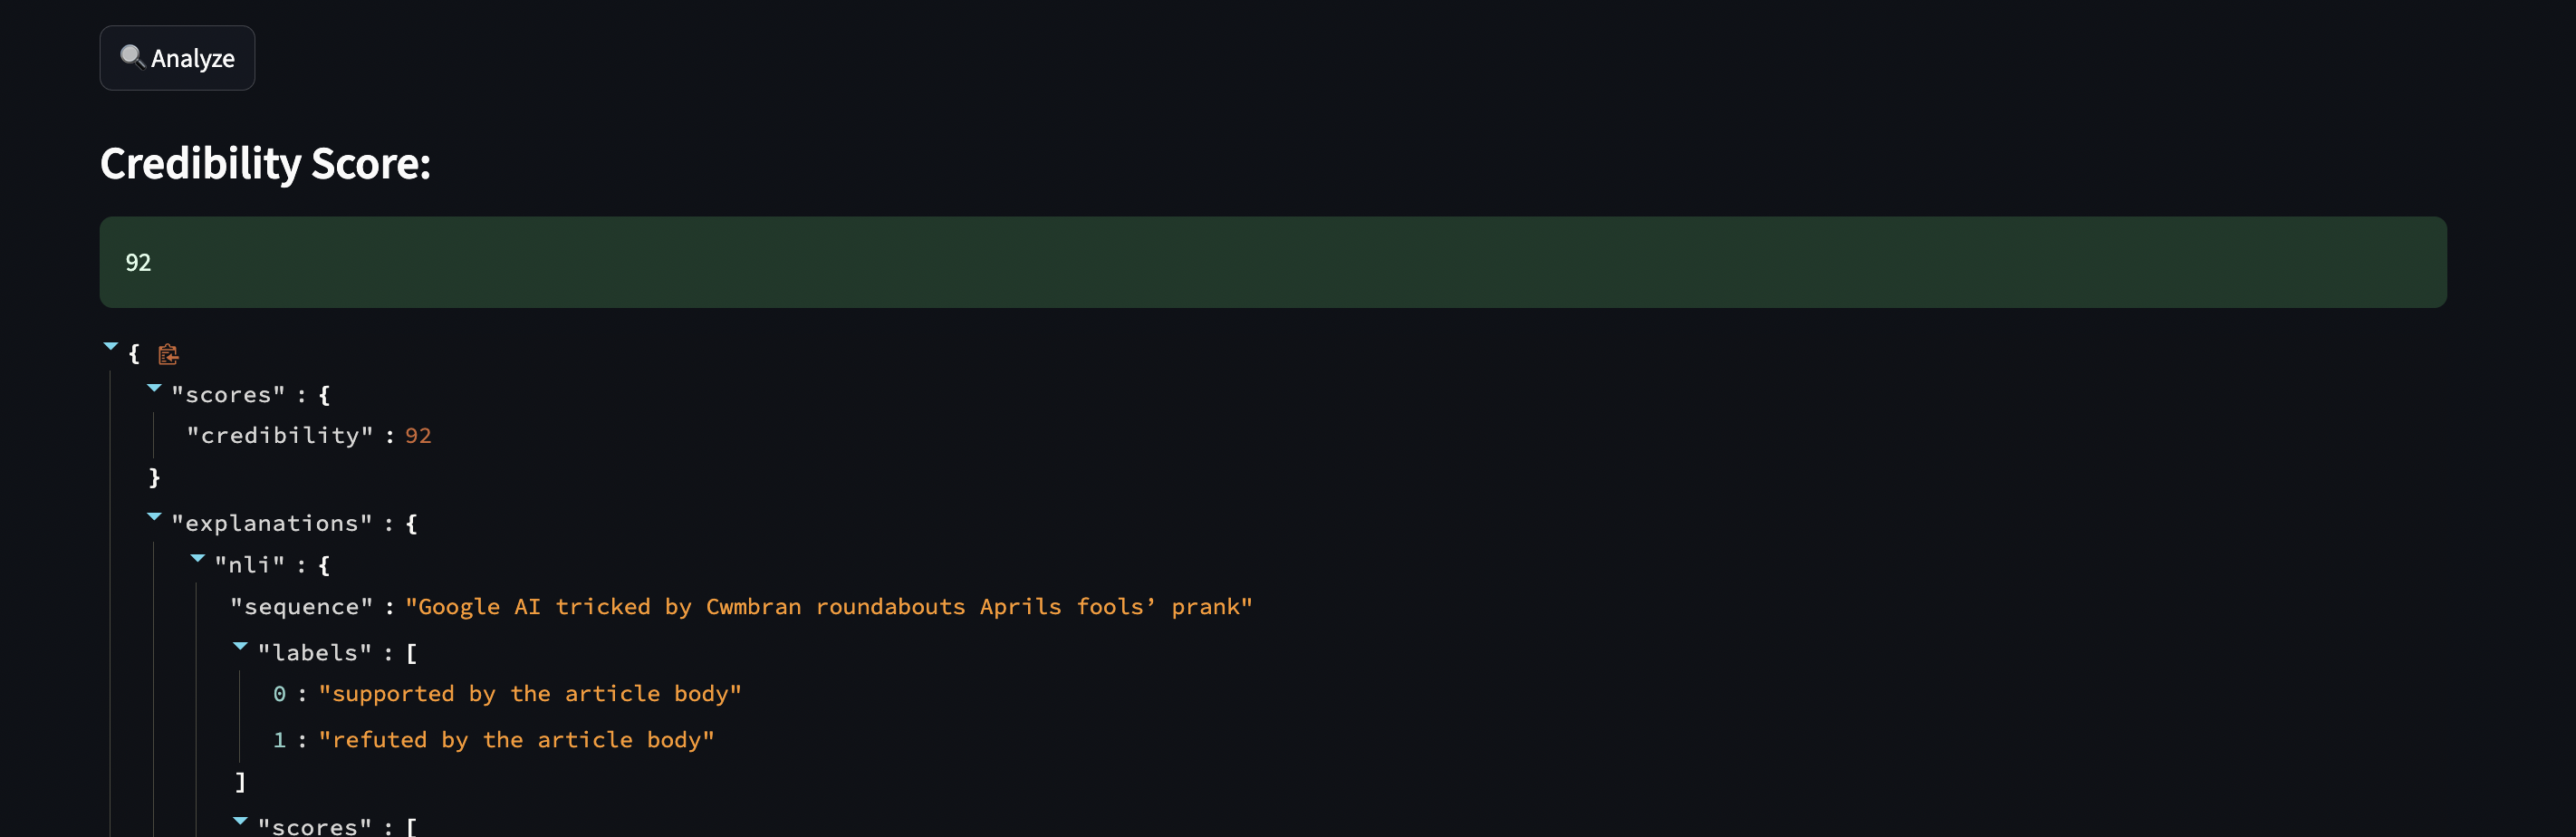 Analyze
Credibility Score:
92
{
"scores" : {
"credibility" : 92
}
"explanations" : {
"nli" : {
"sequence" : "Google AI tricked by Cwmbran roundabouts Aprils fools’ prank"
"labels" : [
0 : "supported by the article body"
1 : "refuted by the article body"
]
"scores" : [